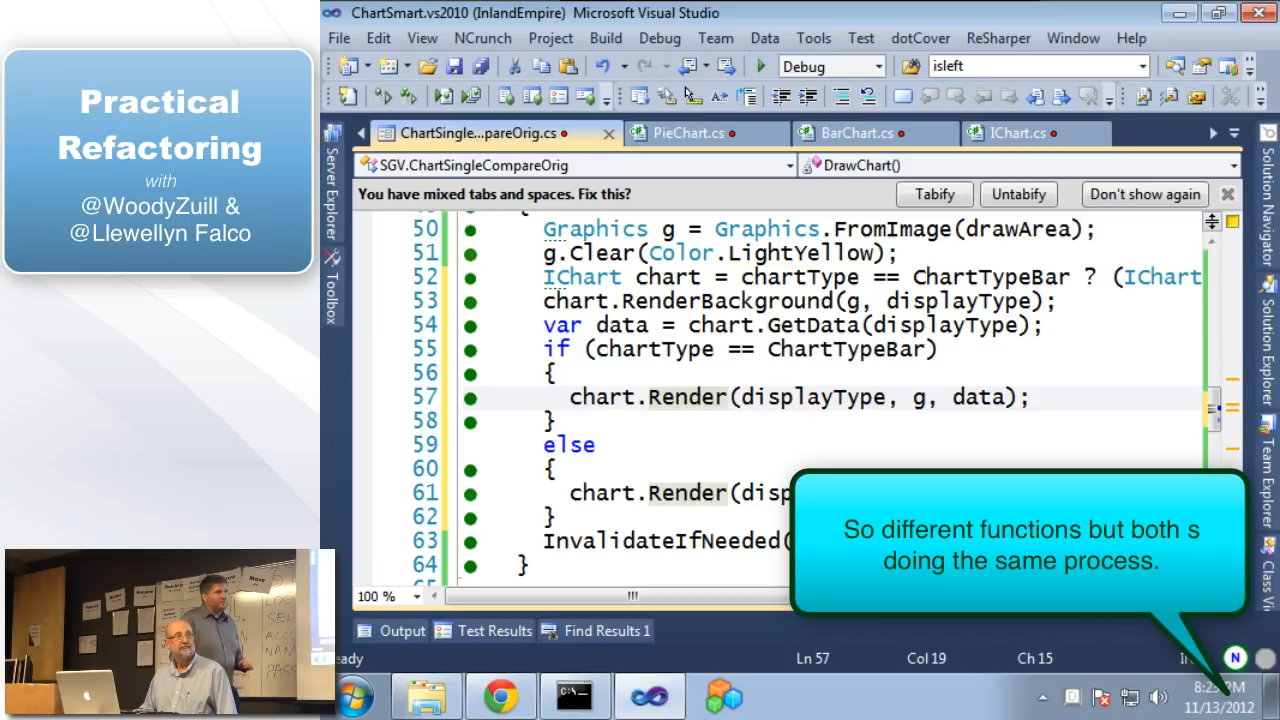 Practical
Refactoring
with
@WoodyZuill &
@Llewellyn Falco
ChartSmart.vs2010 (InlandEmpire) - Microsoft Visual Studio
File Edit View NCrunch Project Build Debug Team Data Tools Test dotCover ReSharper Window Help
Debug isleft
ChartSingle...pareOrig.cs PieChart.cs BarChart.cs IChart.cs
SGV.ChartSingleCompareOrig DrawChart()
You have mixed tabs and spaces. Fix this? Tabify Untabify Don't show again
50 Graphics g = Graphics.FromImage(drawArea);
51 g.Clear(Color.LightYellow);
52 IChart chart = chartType == ChartTypeBar ? (IChart
53 chart.RenderBackground(g, displayType);
54 var data = chart.GetData(displayType);
55 if (chartType == ChartTypeBar)
56 {
57 chart.Render(displayType, g, data);
58 }
59 else
60 {
61 chart.Render(disp
62 }
63 InvalidateIfNeeded(
64 }
100 %
So different functions but both s
doing the same process.
Server Explorer
Toolbox
Solution Navigator
Solution Explorer
Team Explorer
Class Vi
Output Test Results Find Results 1
eady Ln 57 Col 19 Ch 15 N
11/13/2012